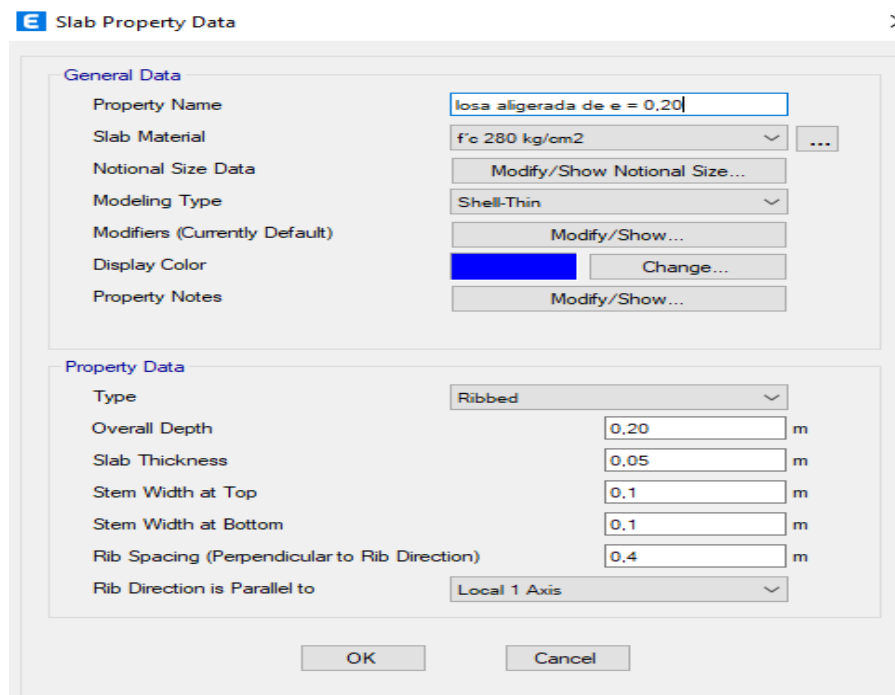 E Slab Property Data
General Data
Property Name losa aligerada de e = 0,20
Slab Material f´c 280 kg/cm2 ...
Notional Size Data Modify/Show Notional Size...
Modeling Type Shell-Thin
Modifiers (Currently Default) Modify/Show...
Display Color Change...
Property Notes Modify/Show...
Property Data
Type Ribbed
Overall Depth 0,20 m
Slab Thickness 0,05 m
Stem Width at Top 0,1 m
Stem Width at Bottom 0,1 m
Rib Spacing (Perpendicular to Rib Direction) 0,4 m
Rib Direction is Parallel to Local 1 Axis
OK Cancel